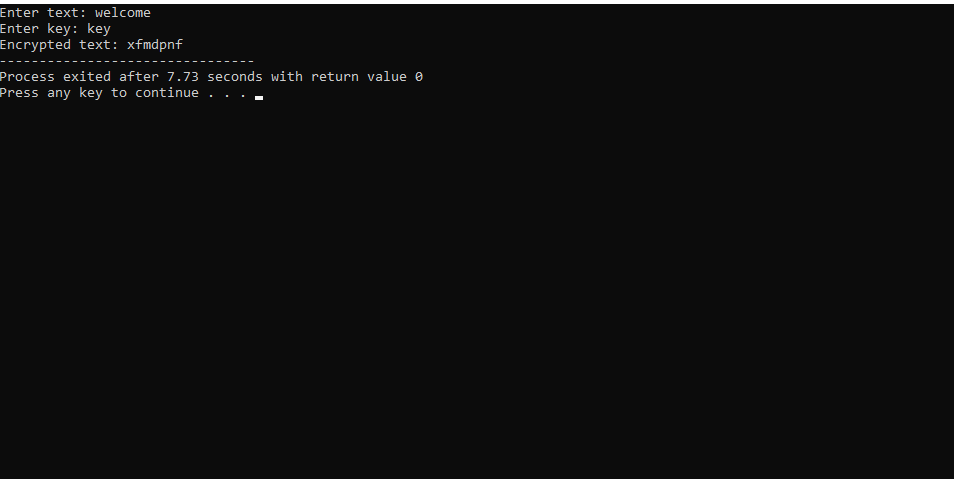 Enter text: welcome
Enter key: key
Encrypted text: xfmdpnf
--------------------------------
Process exited after 7.73 seconds with return value 0
Press any key to continue . . .